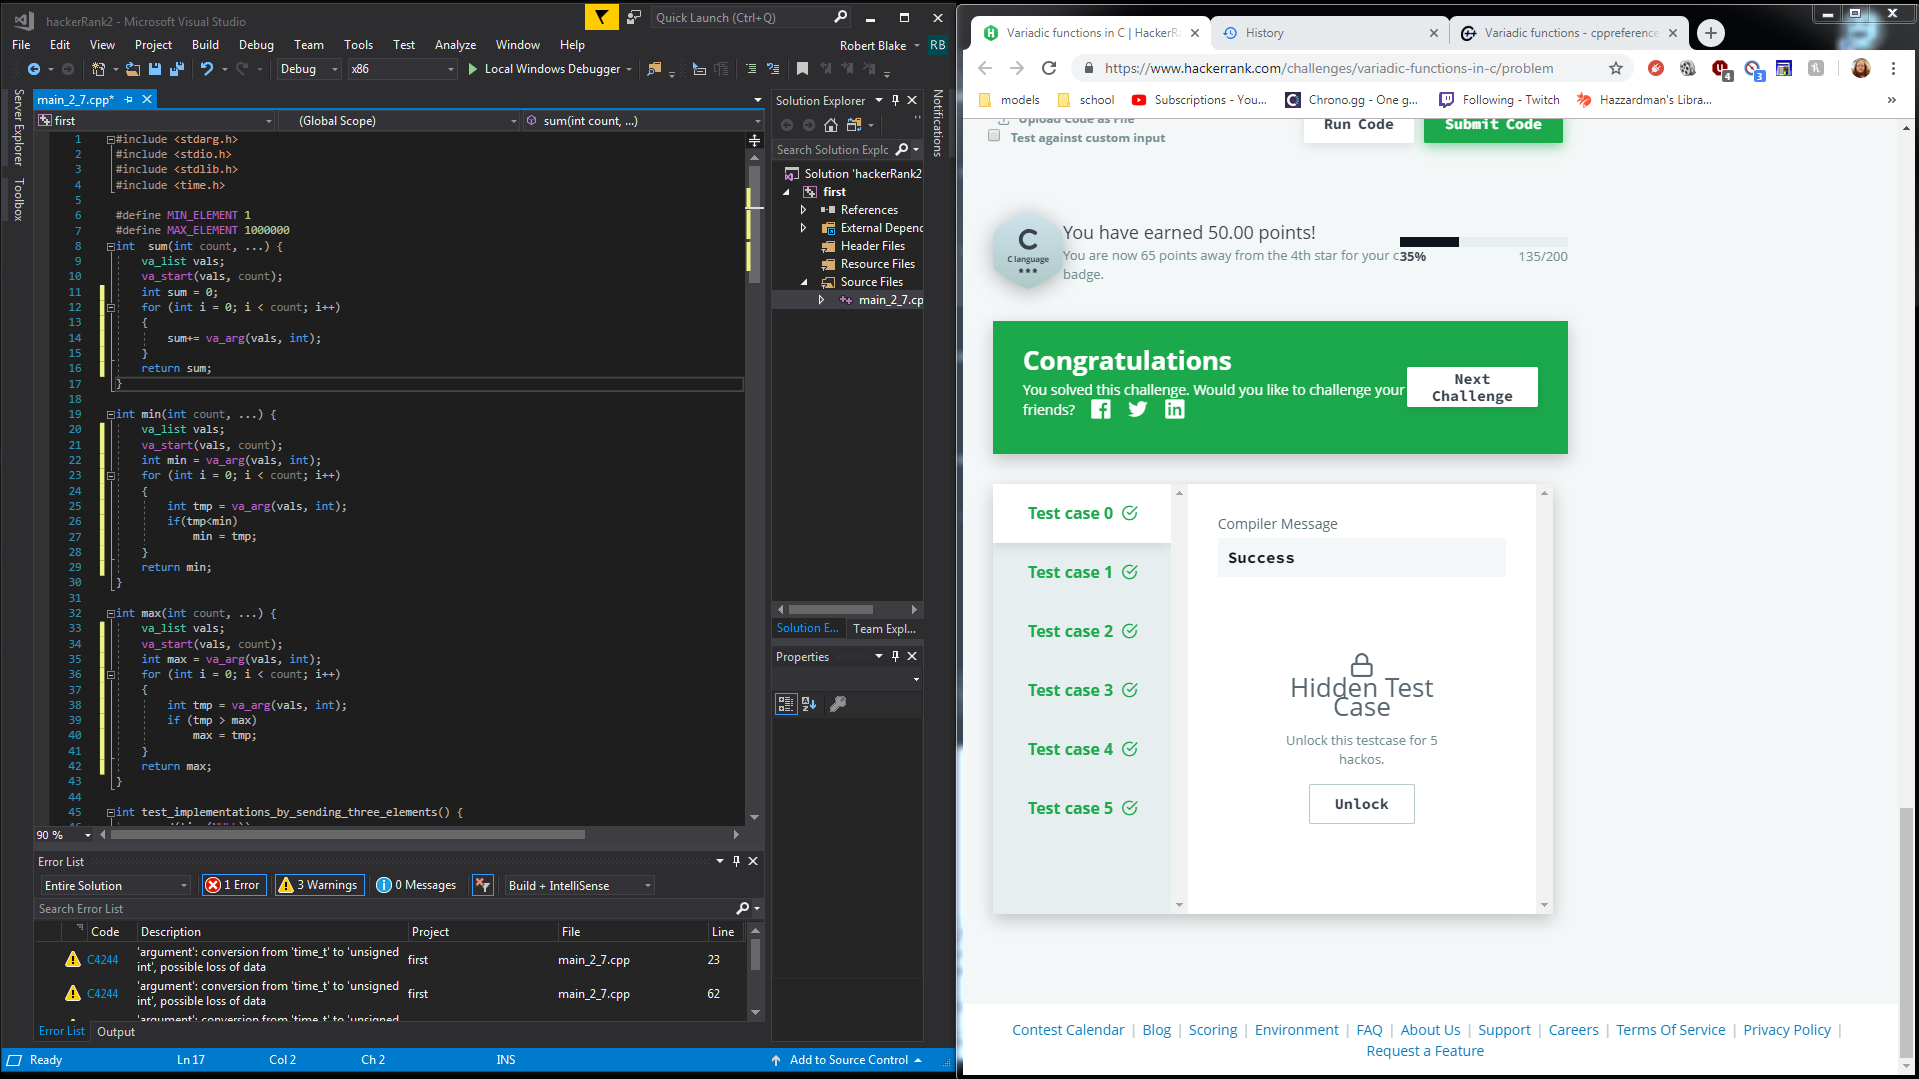 hackerRank2 - Microsoft Visual Studio
Quick Launch (Ctrl+Q)
File Edit View Project Build Debug Team Tools Test Analyze Window Help
Robert Blake RB
Debug x86 Local Windows Debugger
Server Explorer
Toolbox
main_2_7.cpp*
first (Global Scope) sum(int count, ...)
1 #include <stdarg.h>
2 #include <stdio.h>
3 #include <stdlib.h>
4 #include <time.h>
5
6 #define MIN_ELEMENT 1
7 #define MAX_ELEMENT 1000000
8 int  sum(int count, ...) {
9 va_list vals;
10 va_start(vals, count);
11 int sum = 0;
12 for (int i = 0; i < count; i++)
13 {
14 sum+= va_arg(vals, int);
15 }
16 return sum;
17 }
18
19 int min(int count, ...) {
20 va_list vals;
21 va_start(vals, count);
22 int min = va_arg(vals, int);
23 for (int i = 0; i < count; i++)
24 {
25 int tmp = va_arg(vals, int);
26 if(tmp<min)
27 min = tmp;
28 }
29 return min;
30 }
31
32 int max(int count, ...) {
33 va_list vals;
34 va_start(vals, count);
35 int max = va_arg(vals, int);
36 for (int i = 0; i < count; i++)
37 {
38 int tmp = va_arg(vals, int);
39 if (tmp > max)
40 max = tmp;
41 }
42 return max;
43 }
44
45 int test_implementations_by_sending_three_elements() {
90 %
Solution Explorer
Notifications
Search Solution Explc
Solution 'hackerRank2
first
References
External Depend
Header Files
Resource Files
Source Files
main_2_7.cp
Solution E... Team Expl...
Properties
Error List
Entire Solution 1 Error 3 Warnings 0 Messages Build + IntelliSense
Search Error List
Code Description Project File Line
C4244 'argument': conversion from 'time_t' to 'unsigned int', possible loss of data first main_2_7.cpp 23
C4244 'argument': conversion from 'time_t' to 'unsigned int', possible loss of data first main_2_7.cpp 62
'argument': conversion from 'time_t' to 'unsigned
Error List Output
Ready Ln 17 Col 2 Ch 2 INS Add to Source Control
Variadic functions in C | HackerRa
History
Variadic functions - cppreference
https://www.hackerrank.com/challenges/variadic-functions-in-c/problem
4 3
models school Subscriptions - You... Chrono.gg - One g... Following - Twitch Hazzardman's Libra... »
Upload Code as File
Test against custom input
Run Code
Submit Code
C
C language
You have earned 50.00 points!
You are now 65 points away from the 4th star for your c
badge.
35% 135/200
Congratulations
You solved this challenge. Would you like to challenge your
friends?
Next
Challenge
Test case 0
Test case 1
Test case 2
Test case 3
Test case 4
Test case 5
Compiler Message
Success
Hidden Test
Case
Unlock this testcase for 5
hackos.
Unlock
Contest Calendar | Blog | Scoring | Environment | FAQ | About Us | Support | Careers | Terms Of Service | Privacy Policy |
Request a Feature